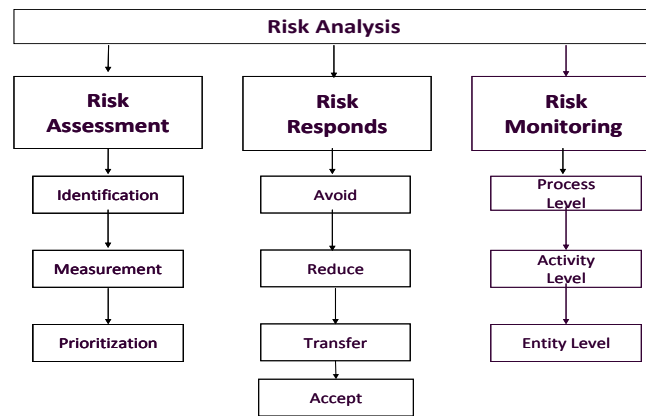 Risk Analysis
Risk
Assessment
Risk
Responds
Risk
Monitoring
Identification
Avoid
Process
Level
Measurement
Reduce
Activity
Level
Prioritization
Transfer
Entity Level
Accept